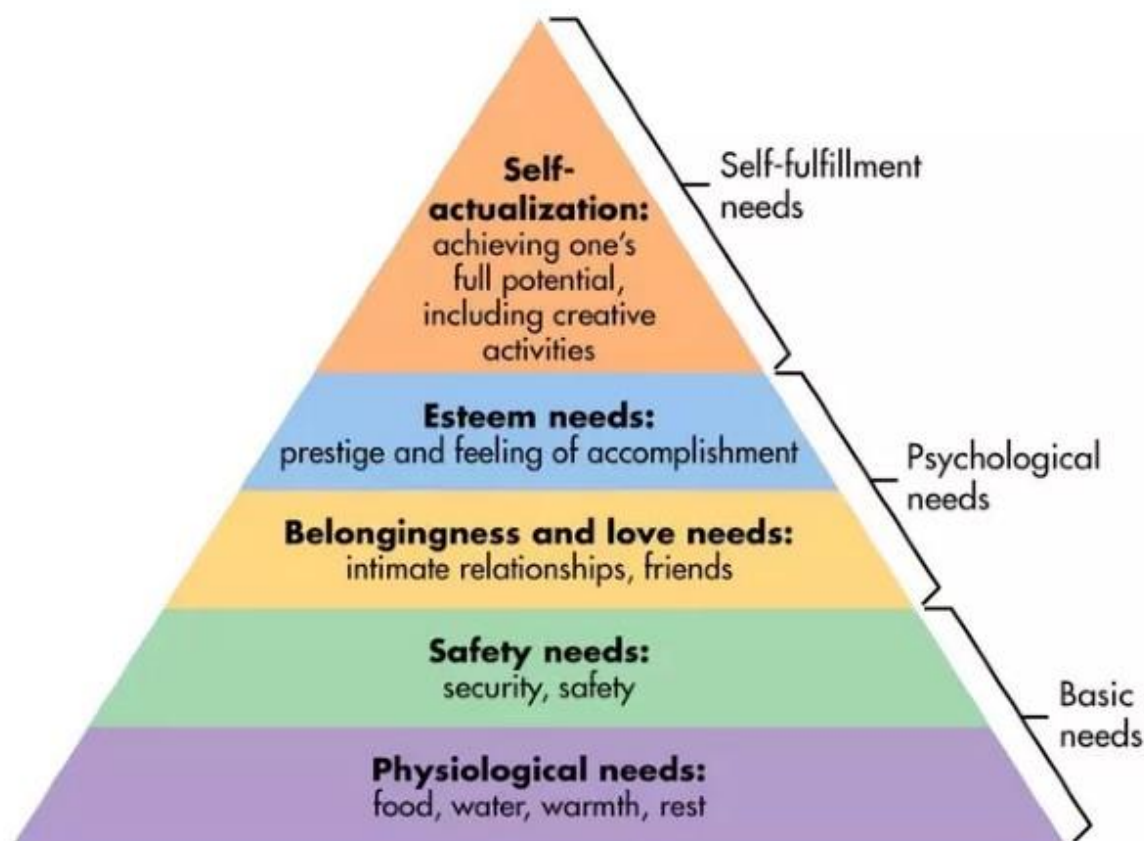 Self-
actualization:
achieving one's
full potential,
including creative
activities
Self-fulfillment
needs
Esteem needs:
prestige and feeling of accomplishment
Psychological
needs
Belongingness and love needs:
intimate relationships, friends
Safety needs:
security, safety
Basic
needs
Physiological needs:
food, water, warmth, rest